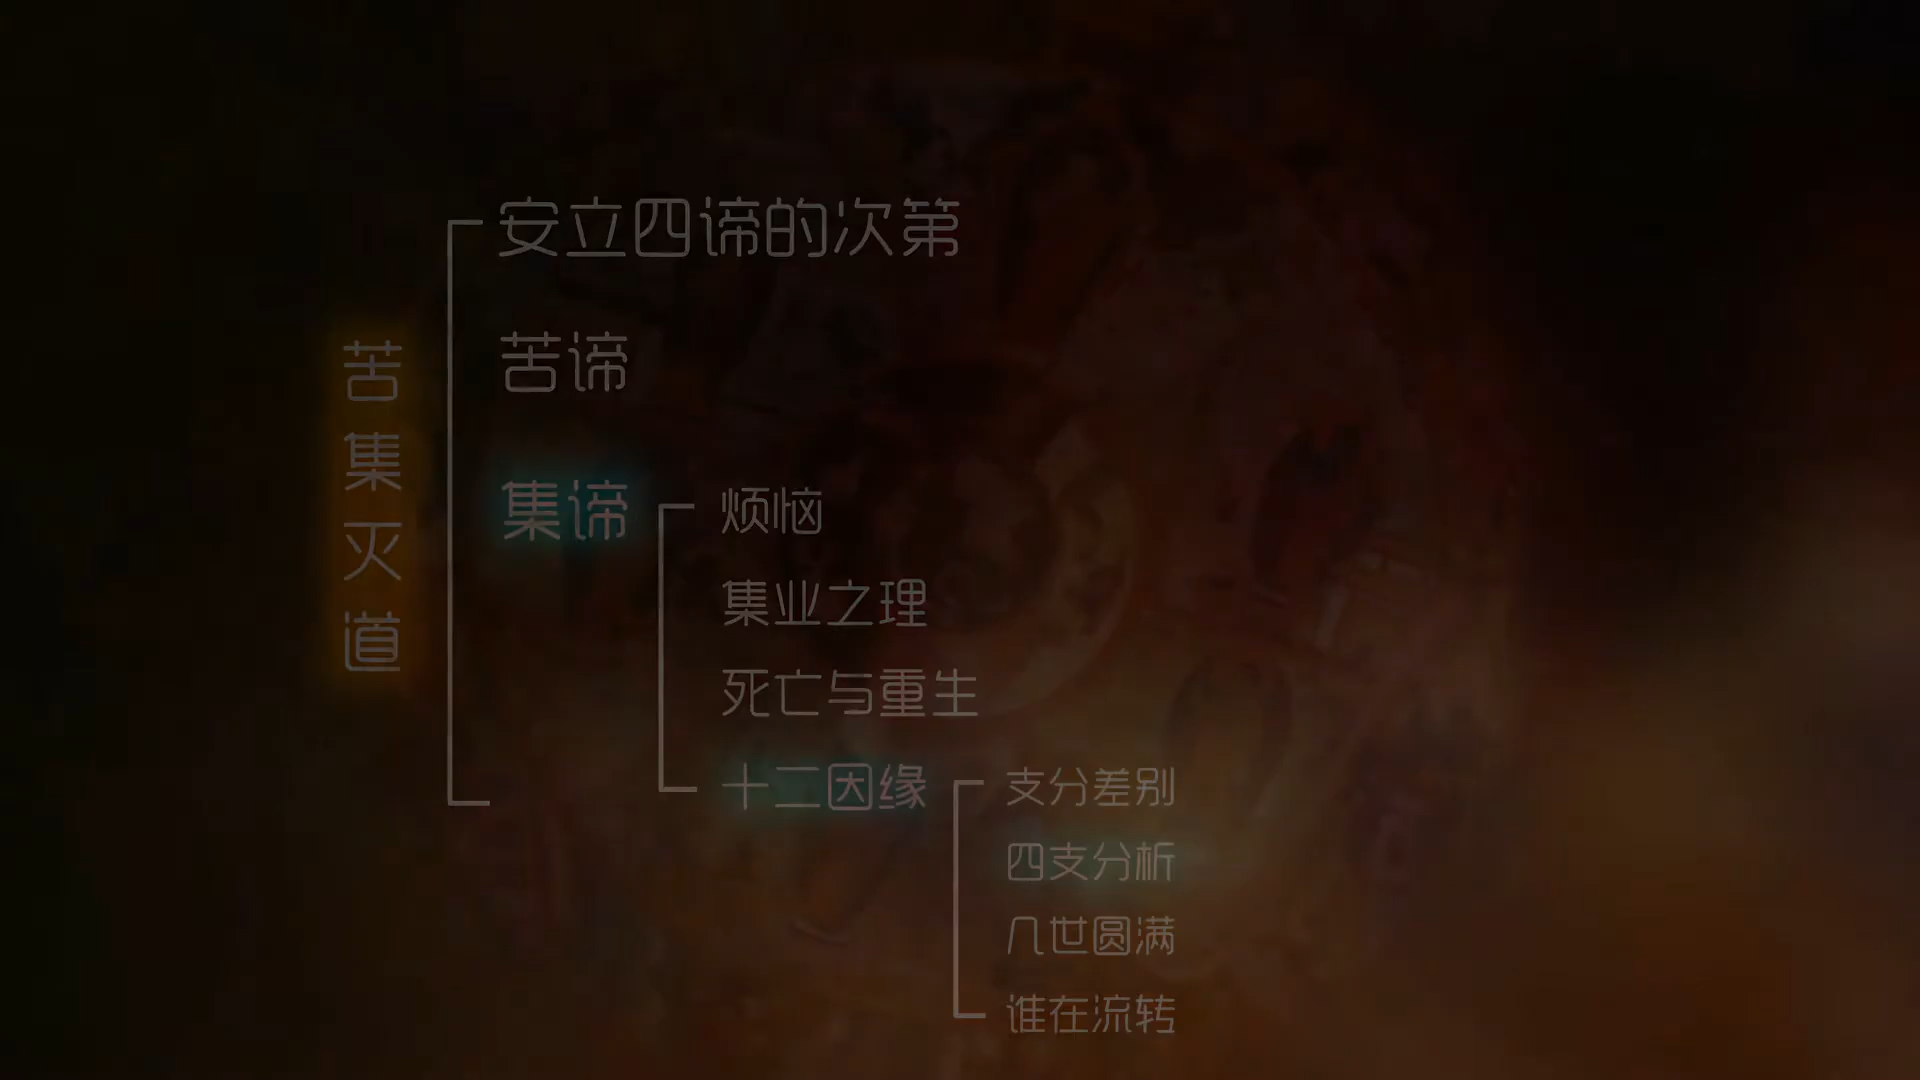 苦集灭道
安立四谛的次第
苦谛
集谛
烦恼
集业之理
死亡与重生
十二因缘
支分差别
四支分析
几世圆满
谁在流转